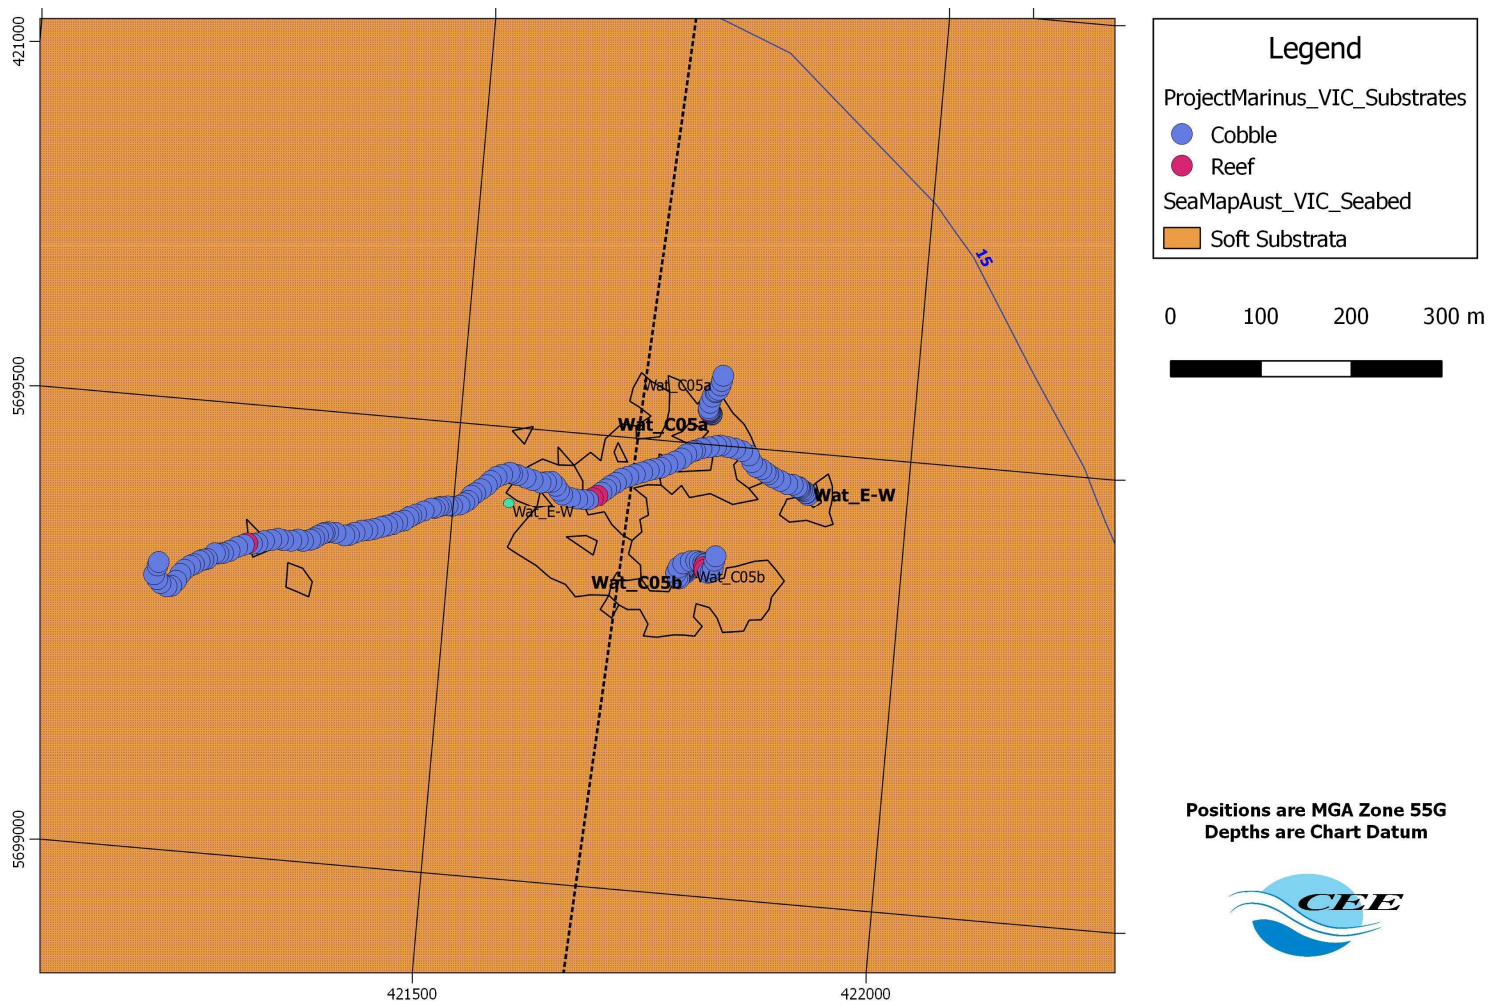 421000
5699500
5699000
421500
422000
15
Wat_C05a
Wat_C05a
Wat_E-W
Wat_E-W
Wat_C05b
Wat_C05b
Legend
ProjectMarinus_VIC_Substrates
Cobble
Reef
SeaMapAust_VIC_Seabed
Soft Substrata
0 100 200 300 m
Positions are MGA Zone 55G
Depths are Chart Datum
CEE